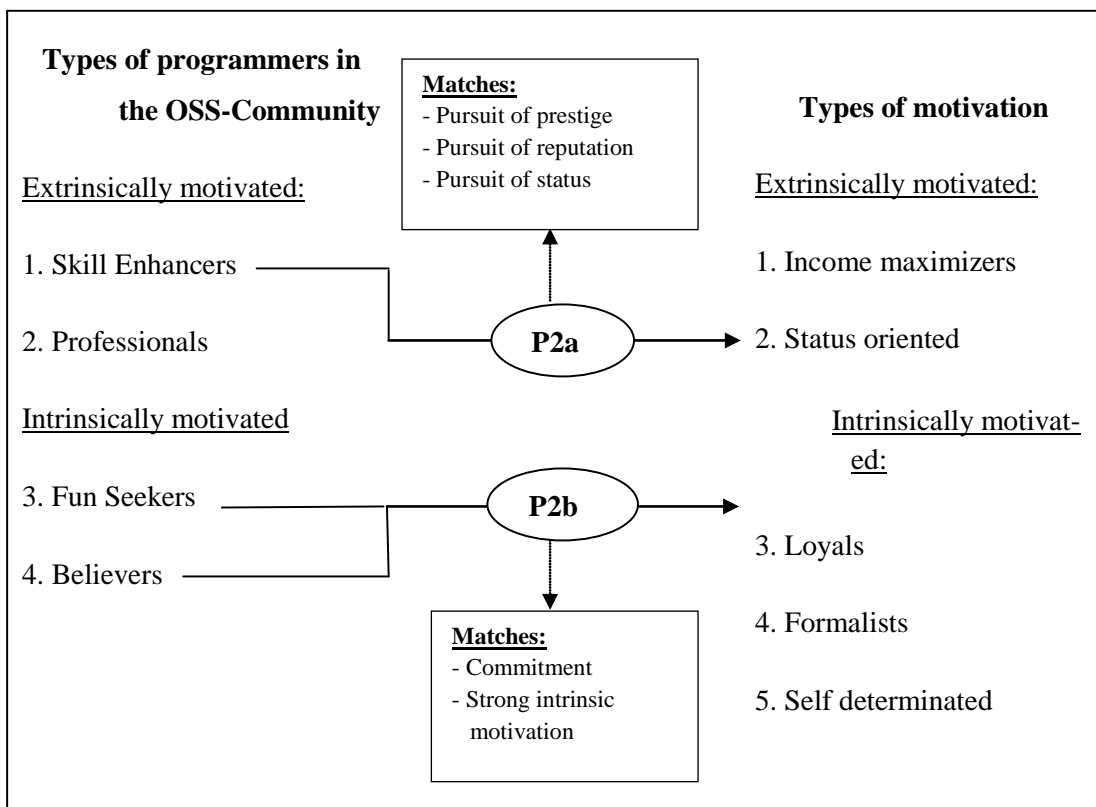 Types of programmers in
the OSS-Community
Extrinsically motivated:
1. Skill Enhancers
2. Professionals
Intrinsically motivated
3. Fun Seekers
4. Believers
Matches:
- Pursuit of prestige
- Pursuit of reputation
- Pursuit of status
P2a
P2b
Matches:
- Commitment
- Strong intrinsic
motivation
Types of motivation
Extrinsically motivated:
1. Income maximizers
2. Status oriented
Intrinsically motivat-
ed:
3. Loyals
4. Formalists
5. Self determinated